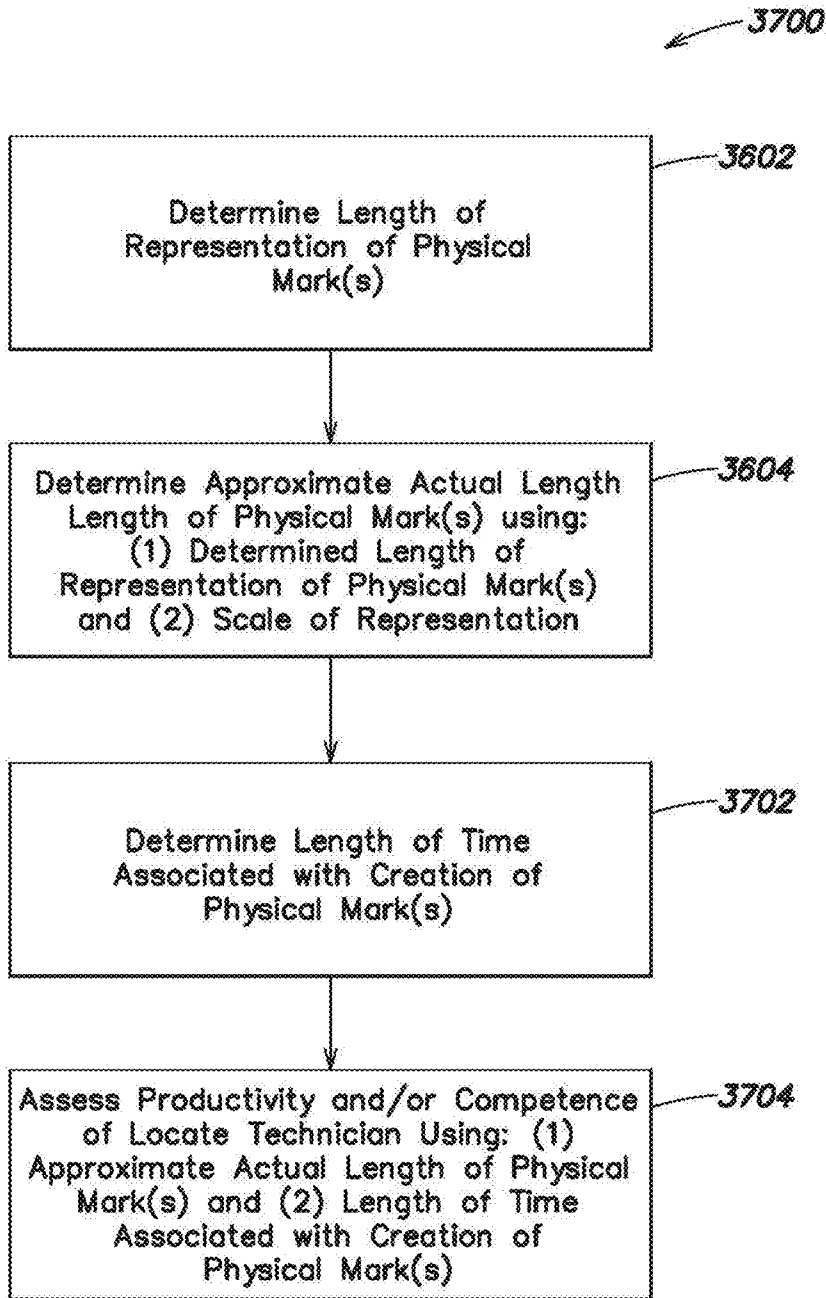 3700
3602
Determine Length of
Representation of Physical
Mark(s)
3604
Determine Approximate Actual Length
Length of Physical Mark(s) using:
(1) Determined Length of
Representation of Physical Mark(s)
and (2) Scale of Representation
3702
Determine Length of Time
Associated with Creation of
Physical Mark(s)
3704
Assess Productivity and/or Competence
of Locate Technician Using: (1)
Approximate Actual Length of Physical
Mark(s) and (2) Length of Time
Associated with Creation of
Physical Mark(s)